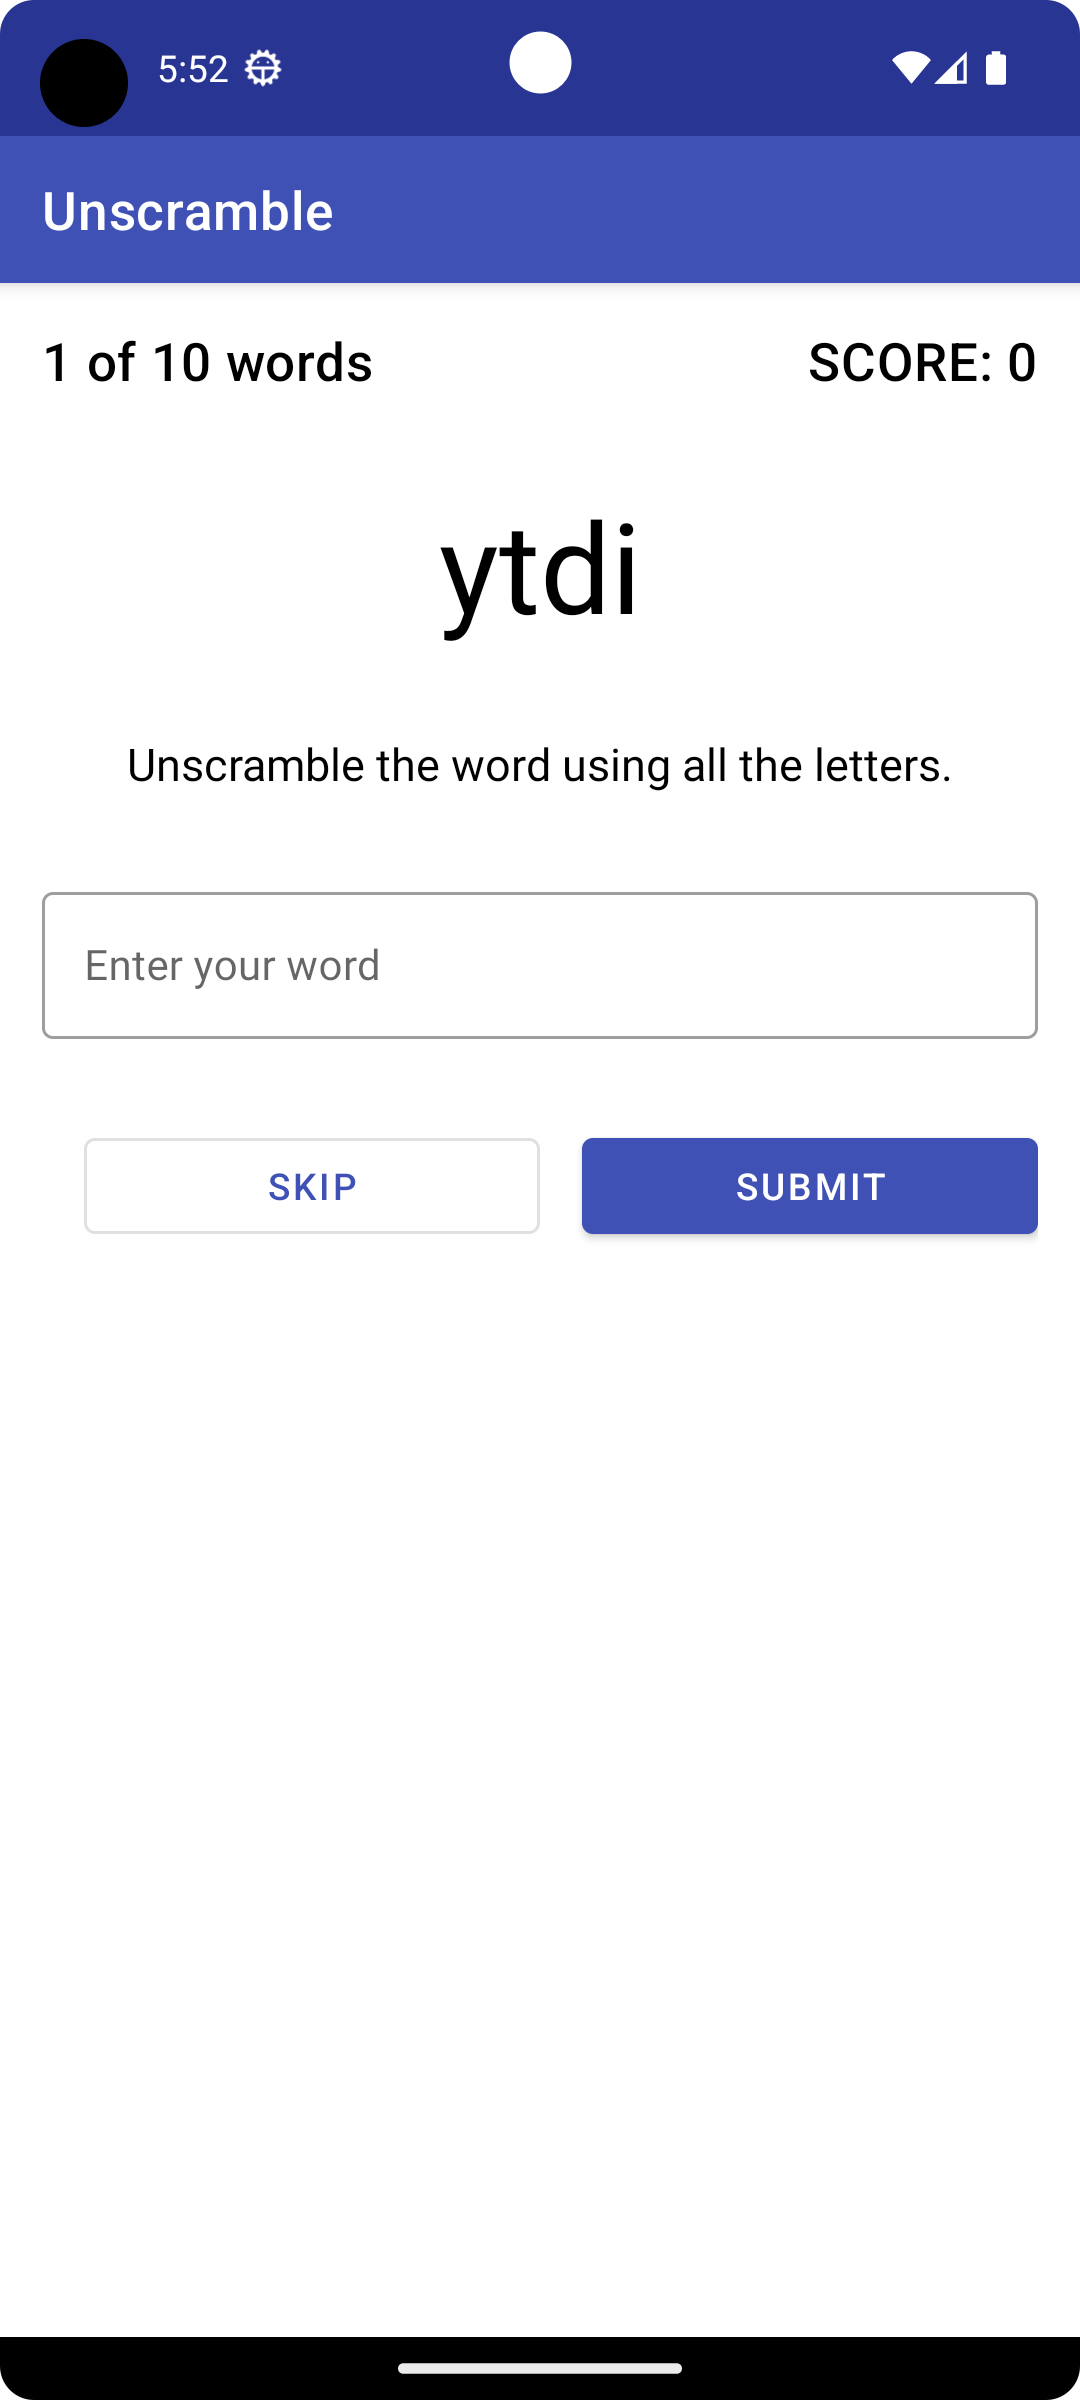 5:52
Unscramble
1 of 10 words
SCORE: 0
ytdi
Unscramble the word using all the letters.
Enter your word
SKIP
SUBMIT